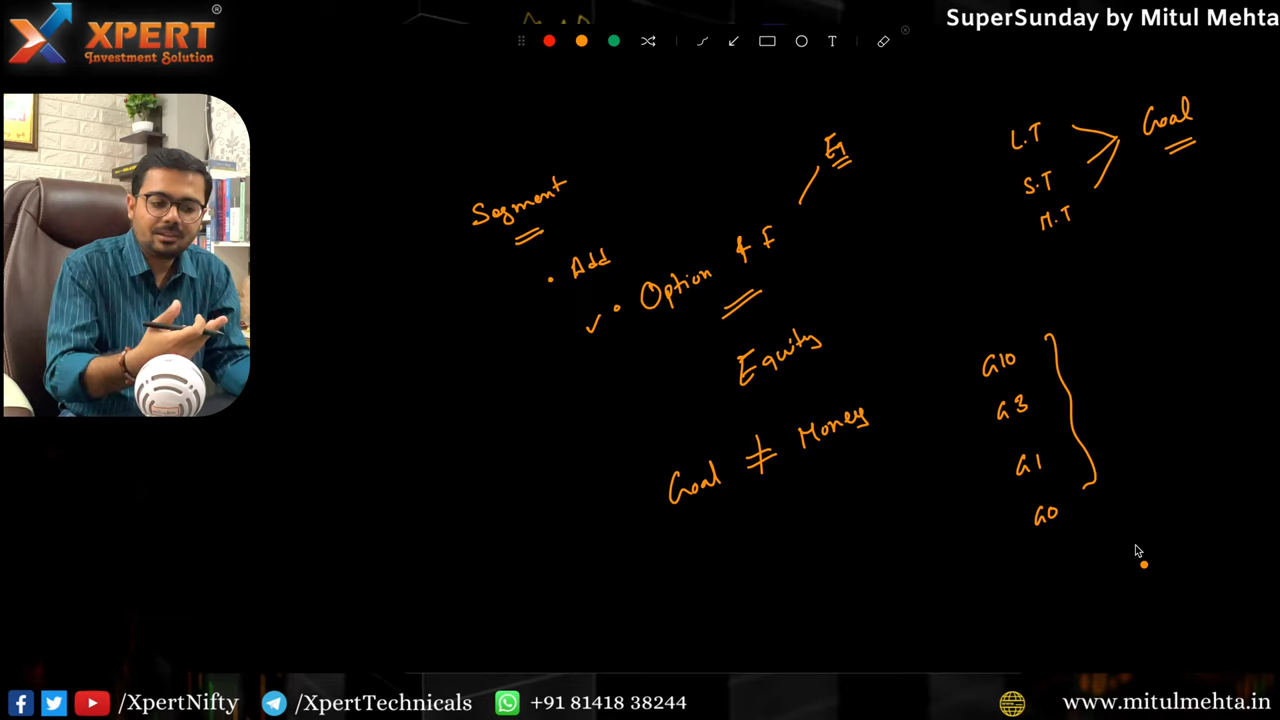 XPERT
®
Investment Solution
SuperSunday by Mitul Mehta
T
Segment
• Add
✓ • Option & F
Equity
Goal ≠ Money
L.T
S.T
M.T
Goal
G10
G3
G1
G0
/XpertNifty
/XpertTechnicals
+91 81418 38244
www.mitulmehta.in